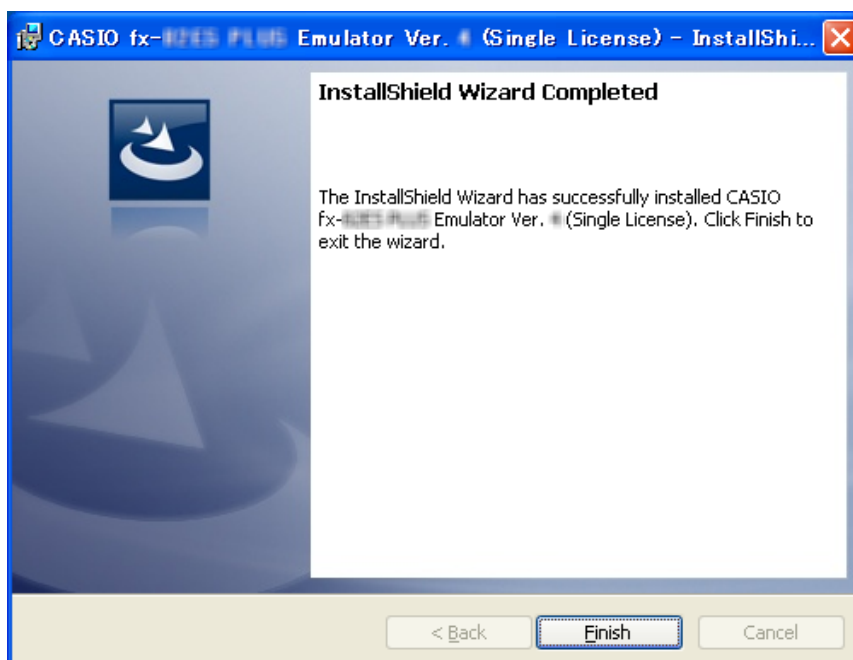 CASIO fx- Emulator Ver. (Single License) - InstallShi...
InstallShield Wizard Completed
The InstallShield Wizard has successfully installed CASIO
fx- Emulator Ver. (Single License). Click Finish to
exit the wizard.
< Back
Finish
Cancel